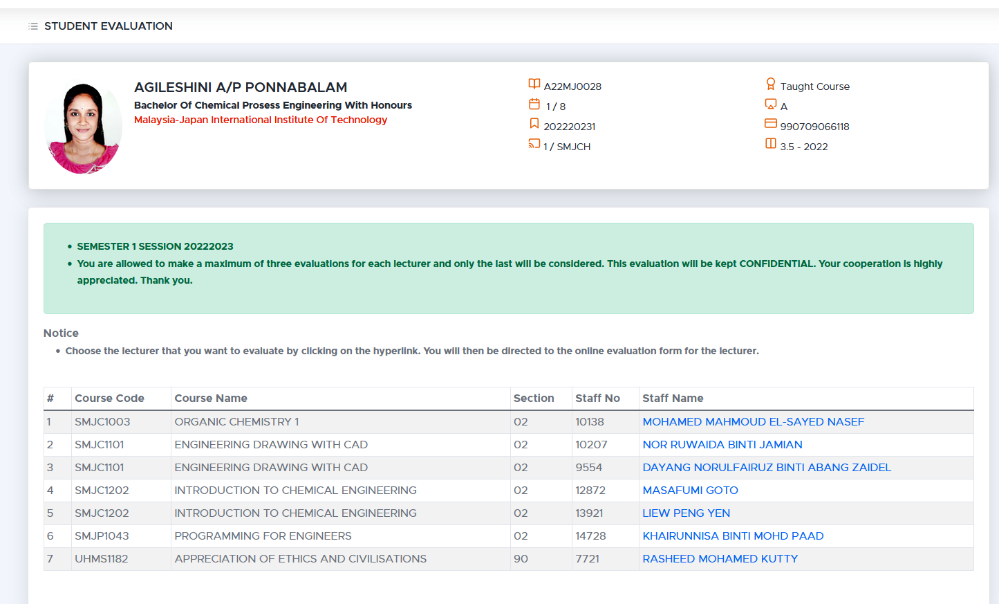 STUDENT EVALUATION
AGILESHINI A/P PONNABALAM
Bachelor Of Chemical Prosess Engineering With Honours
Malaysia-Japan International Institute Of Technology
A22MJ0028
1 / 8
202220231
1 / SMJCH
Taught Course
A
990709066118
3.5 - 2022
SEMESTER 1 SESSION 20222023
You are allowed to make a maximum of three evaluations for each lecturer and only the last will be considered. This evaluation will be kept CONFIDENTIAL. Your cooperation is highly
appreciated. Thank you.
Notice
Choose the lecturer that you want to evaluate by clicking on the hyperlink. You will then be directed to the online evaluation form for the lecturer.
# Course Code Course Name Section Staff No Staff Name
1 SMJC1003 ORGANIC CHEMISTRY 1 02 10138 MOHAMED MAHMOUD EL-SAYED NASEF
2 SMJC1101 ENGINEERING DRAWING WITH CAD 02 10207 NOR RUWAIDA BINTI JAMIAN
3 SMJC1101 ENGINEERING DRAWING WITH CAD 02 9554 DAYANG NORULFAIRUZ BINTI ABANG ZAIDEL
4 SMJC1202 INTRODUCTION TO CHEMICAL ENGINEERING 02 12872 MASAFUMI GOTO
5 SMJC1202 INTRODUCTION TO CHEMICAL ENGINEERING 02 13921 LIEW PENG YEN
6 SMJP1043 PROGRAMMING FOR ENGINEERS 02 14728 KHAIRUNNISA BINTI MOHD PAAD
7 UHMS1182 APPRECIATION OF ETHICS AND CIVILISATIONS 90 7721 RASHEED MOHAMED KUTTY